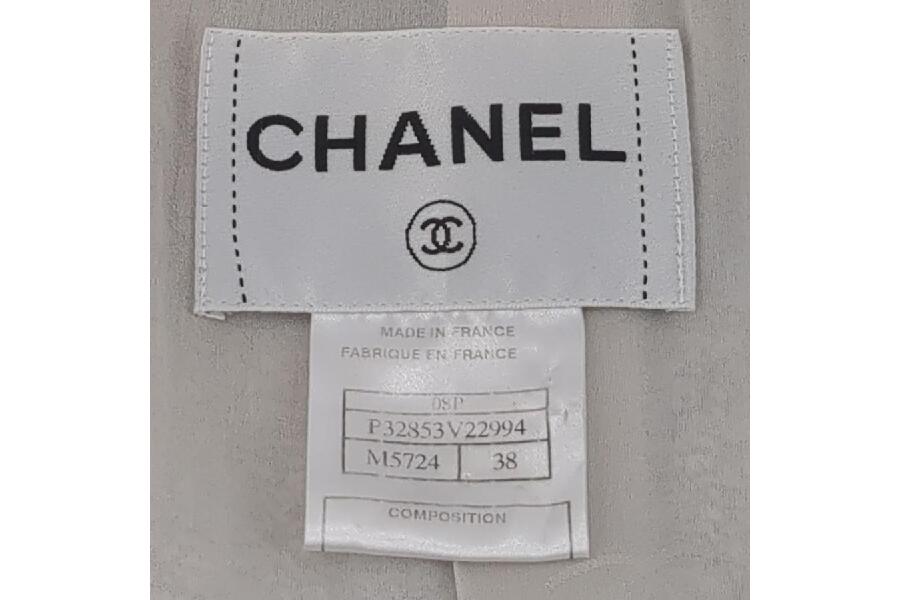 CHANEL
MADE IN FRANCE
FABRIQUE EN FRANCE
08P
P32853V22994
M5724 38
COMPOSITION